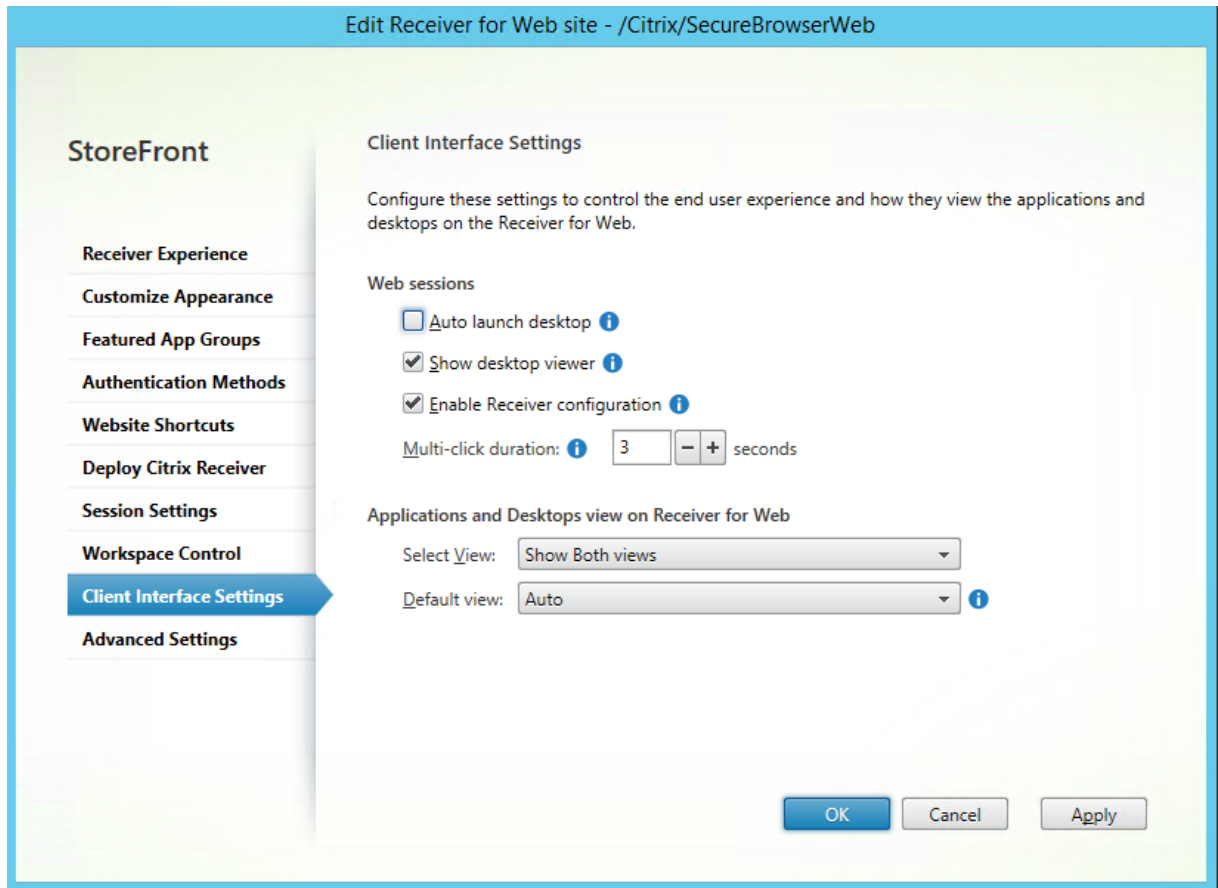 Edit Receiver for Web site - /Citrix/SecureBrowserWeb
StoreFront
Receiver Experience
Customize Appearance
Featured App Groups
Authentication Methods
Website Shortcuts
Deploy Citrix Receiver
Session Settings
Workspace Control
Client Interface Settings
Advanced Settings
Client Interface Settings
Configure these settings to control the end user experience and how they view the applications and
desktops on the Receiver for Web.
Web sessions
Auto launch desktop i
Show desktop viewer i
Enable Receiver configuration i
Multi-click duration: i 3 − + seconds
Applications and Desktops view on Receiver for Web
Select View: Show Both views
Default view: Auto i
OK Cancel Apply